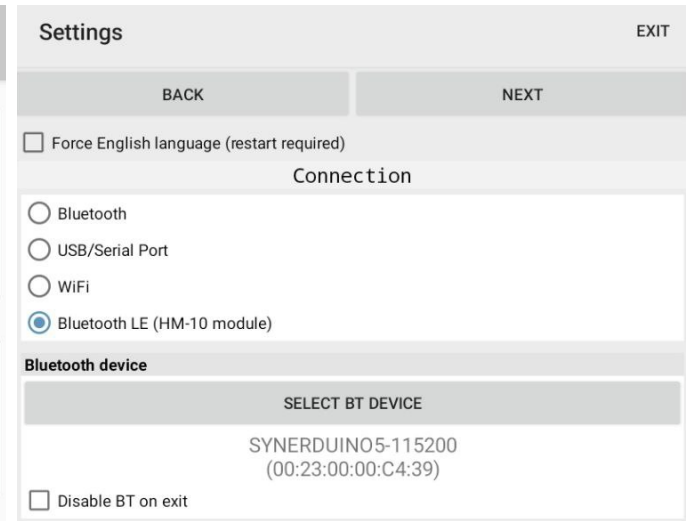 Settings
EXIT
BACK
NEXT
Force English language (restart required)
Connection
Bluetooth
USB/Serial Port
WiFi
Bluetooth LE (HM-10 module)
Bluetooth device
SELECT BT DEVICE
SYNERDUINO5-115200
(00:23:00:00:C4:39)
Disable BT on exit